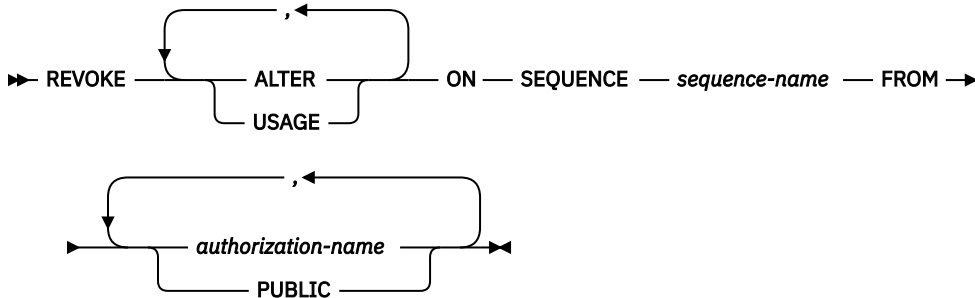 ,
REVOKE ALTER ON SEQUENCE sequence-name FROM
USAGE
,
authorization-name
PUBLIC